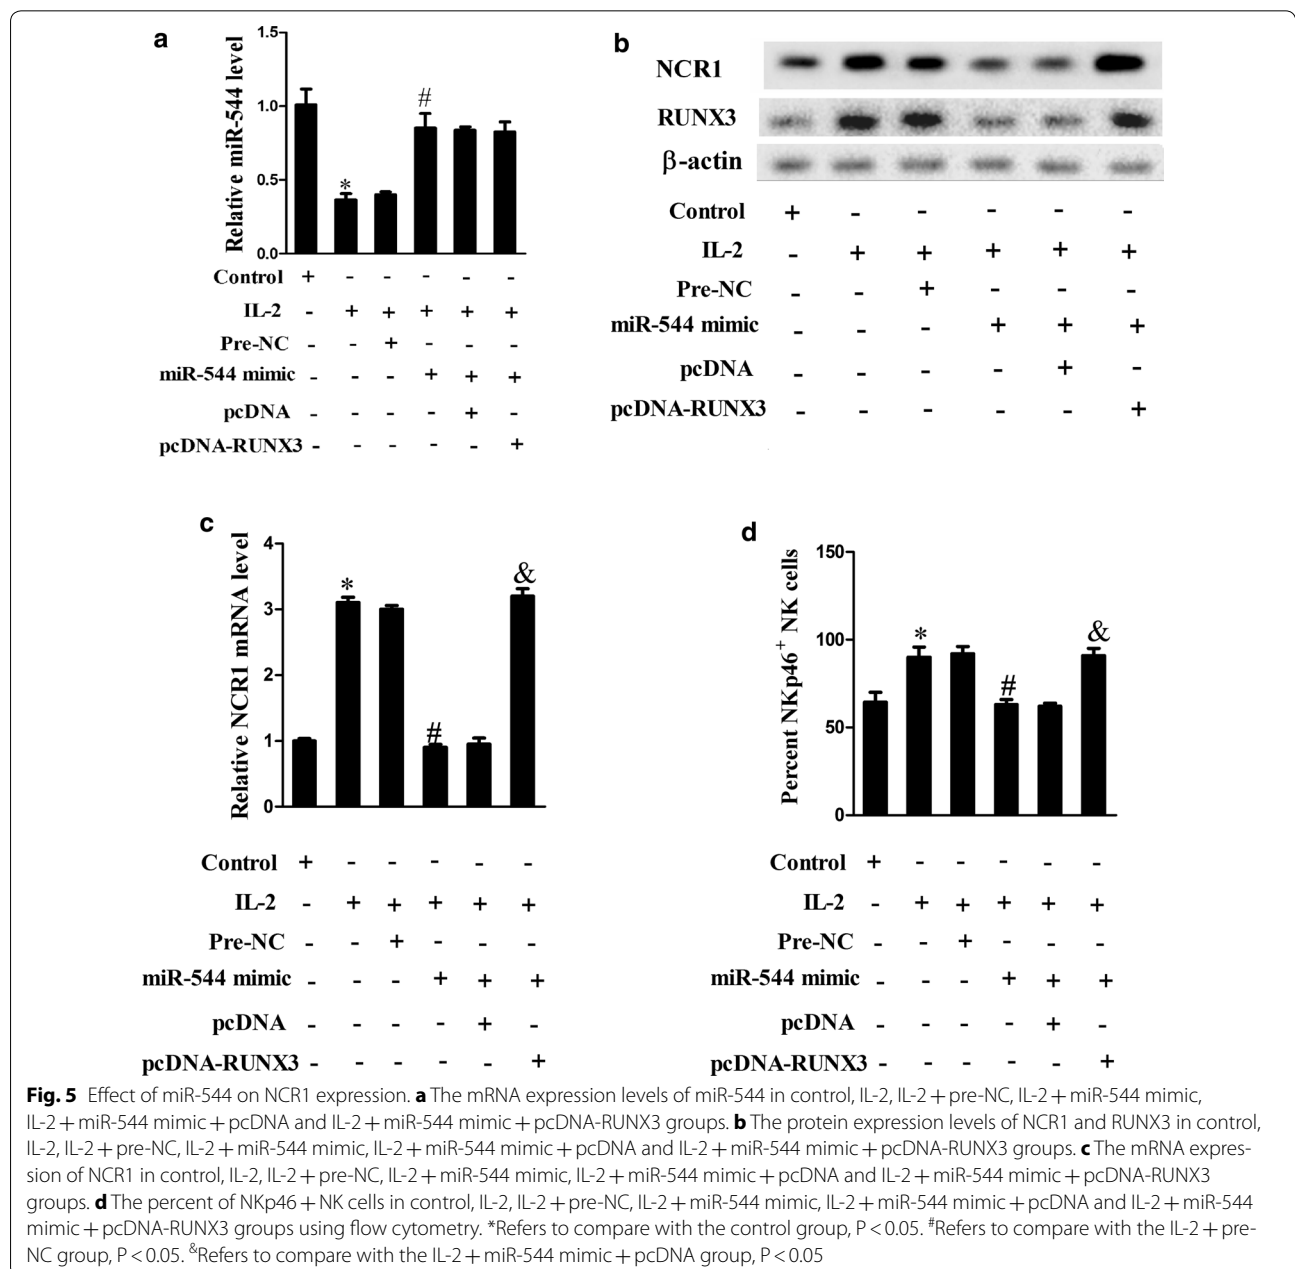 a
Relative miR-544 level
1.5
1.0
0.5
0.0
*
#
Control + - - - - -
IL-2 - + + + + +
Pre-NC - - + - - -
miR-544 mimic - - - + + +
pcDNA - - - - + -
pcDNA-RUNX3 - - - - - +
b
NCR1
RUNX3
β-actin
Control + - - - - -
IL-2 - + + + + +
Pre-NC - - + - - -
miR-544 mimic - - - + + +
pcDNA - - - - + -
pcDNA-RUNX3 - - - - - +
c
Relative NCR1 mRNA level
4
3
2
1
0
*
#
&
Control + - - - - -
IL-2 - + + + + +
Pre-NC - - + - - -
miR-544 mimic - - - + + +
pcDNA - - - - + -
pcDNA-RUNX3 - - - - - +
d
Percent NKp46⁺ NK cells
150
100
50
0
*
#
&
Control + - - - - -
IL-2 - + + + + +
Pre-NC - - + - - -
miR-544 mimic - - - + + +
pcDNA - - - - + -
pcDNA-RUNX3 - - - - - +
Fig. 5 Effect of miR-544 on NCR1 expression. a The mRNA expression levels of miR-544 in control, IL-2, IL-2 + pre-NC, IL-2 + miR-544 mimic,
IL-2 + miR-544 mimic + pcDNA and IL-2 + miR-544 mimic + pcDNA-RUNX3 groups. b The protein expression levels of NCR1 and RUNX3 in control,
IL-2, IL-2 + pre-NC, IL-2 + miR-544 mimic, IL-2 + miR-544 mimic + pcDNA and IL-2 + miR-544 mimic + pcDNA-RUNX3 groups. c The mRNA expres-
sion of NCR1 in control, IL-2, IL-2 + pre-NC, IL-2 + miR-544 mimic, IL-2 + miR-544 mimic + pcDNA and IL-2 + miR-544 mimic + pcDNA-RUNX3
groups. d The percent of NKp46 + NK cells in control, IL-2, IL-2 + pre-NC, IL-2 + miR-544 mimic, IL-2 + miR-544 mimic + pcDNA and IL-2 + miR-544
mimic + pcDNA-RUNX3 groups using flow cytometry. *Refers to compare with the control group, P < 0.05. #Refers to compare with the IL-2 + pre-
NC group, P < 0.05. &Refers to compare with the IL-2 + miR-544 mimic + pcDNA group, P < 0.05